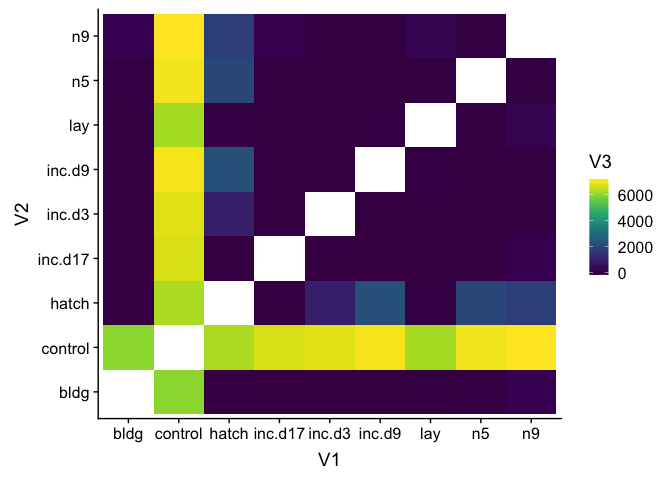 n9
n5
lay
inc.d9
inc.d3
inc.d17
hatch
control
bldg
V2
bldg control hatch inc.d17 inc.d3 inc.d9 lay n5 n9
V1
V3
6000
4000
2000
0